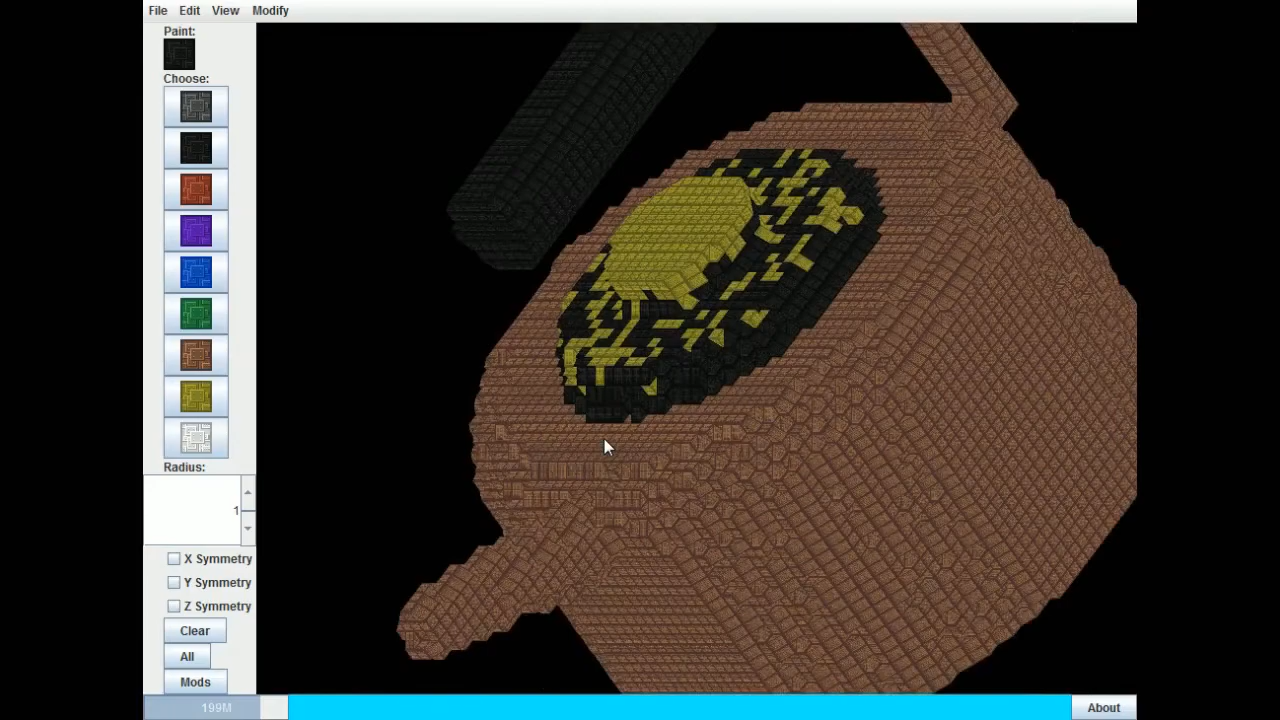 File Edit View Modify
Paint:
Choose:
Radius:
1
X Symmetry
Y Symmetry
Z Symmetry
Clear
All
Mods
199M
About